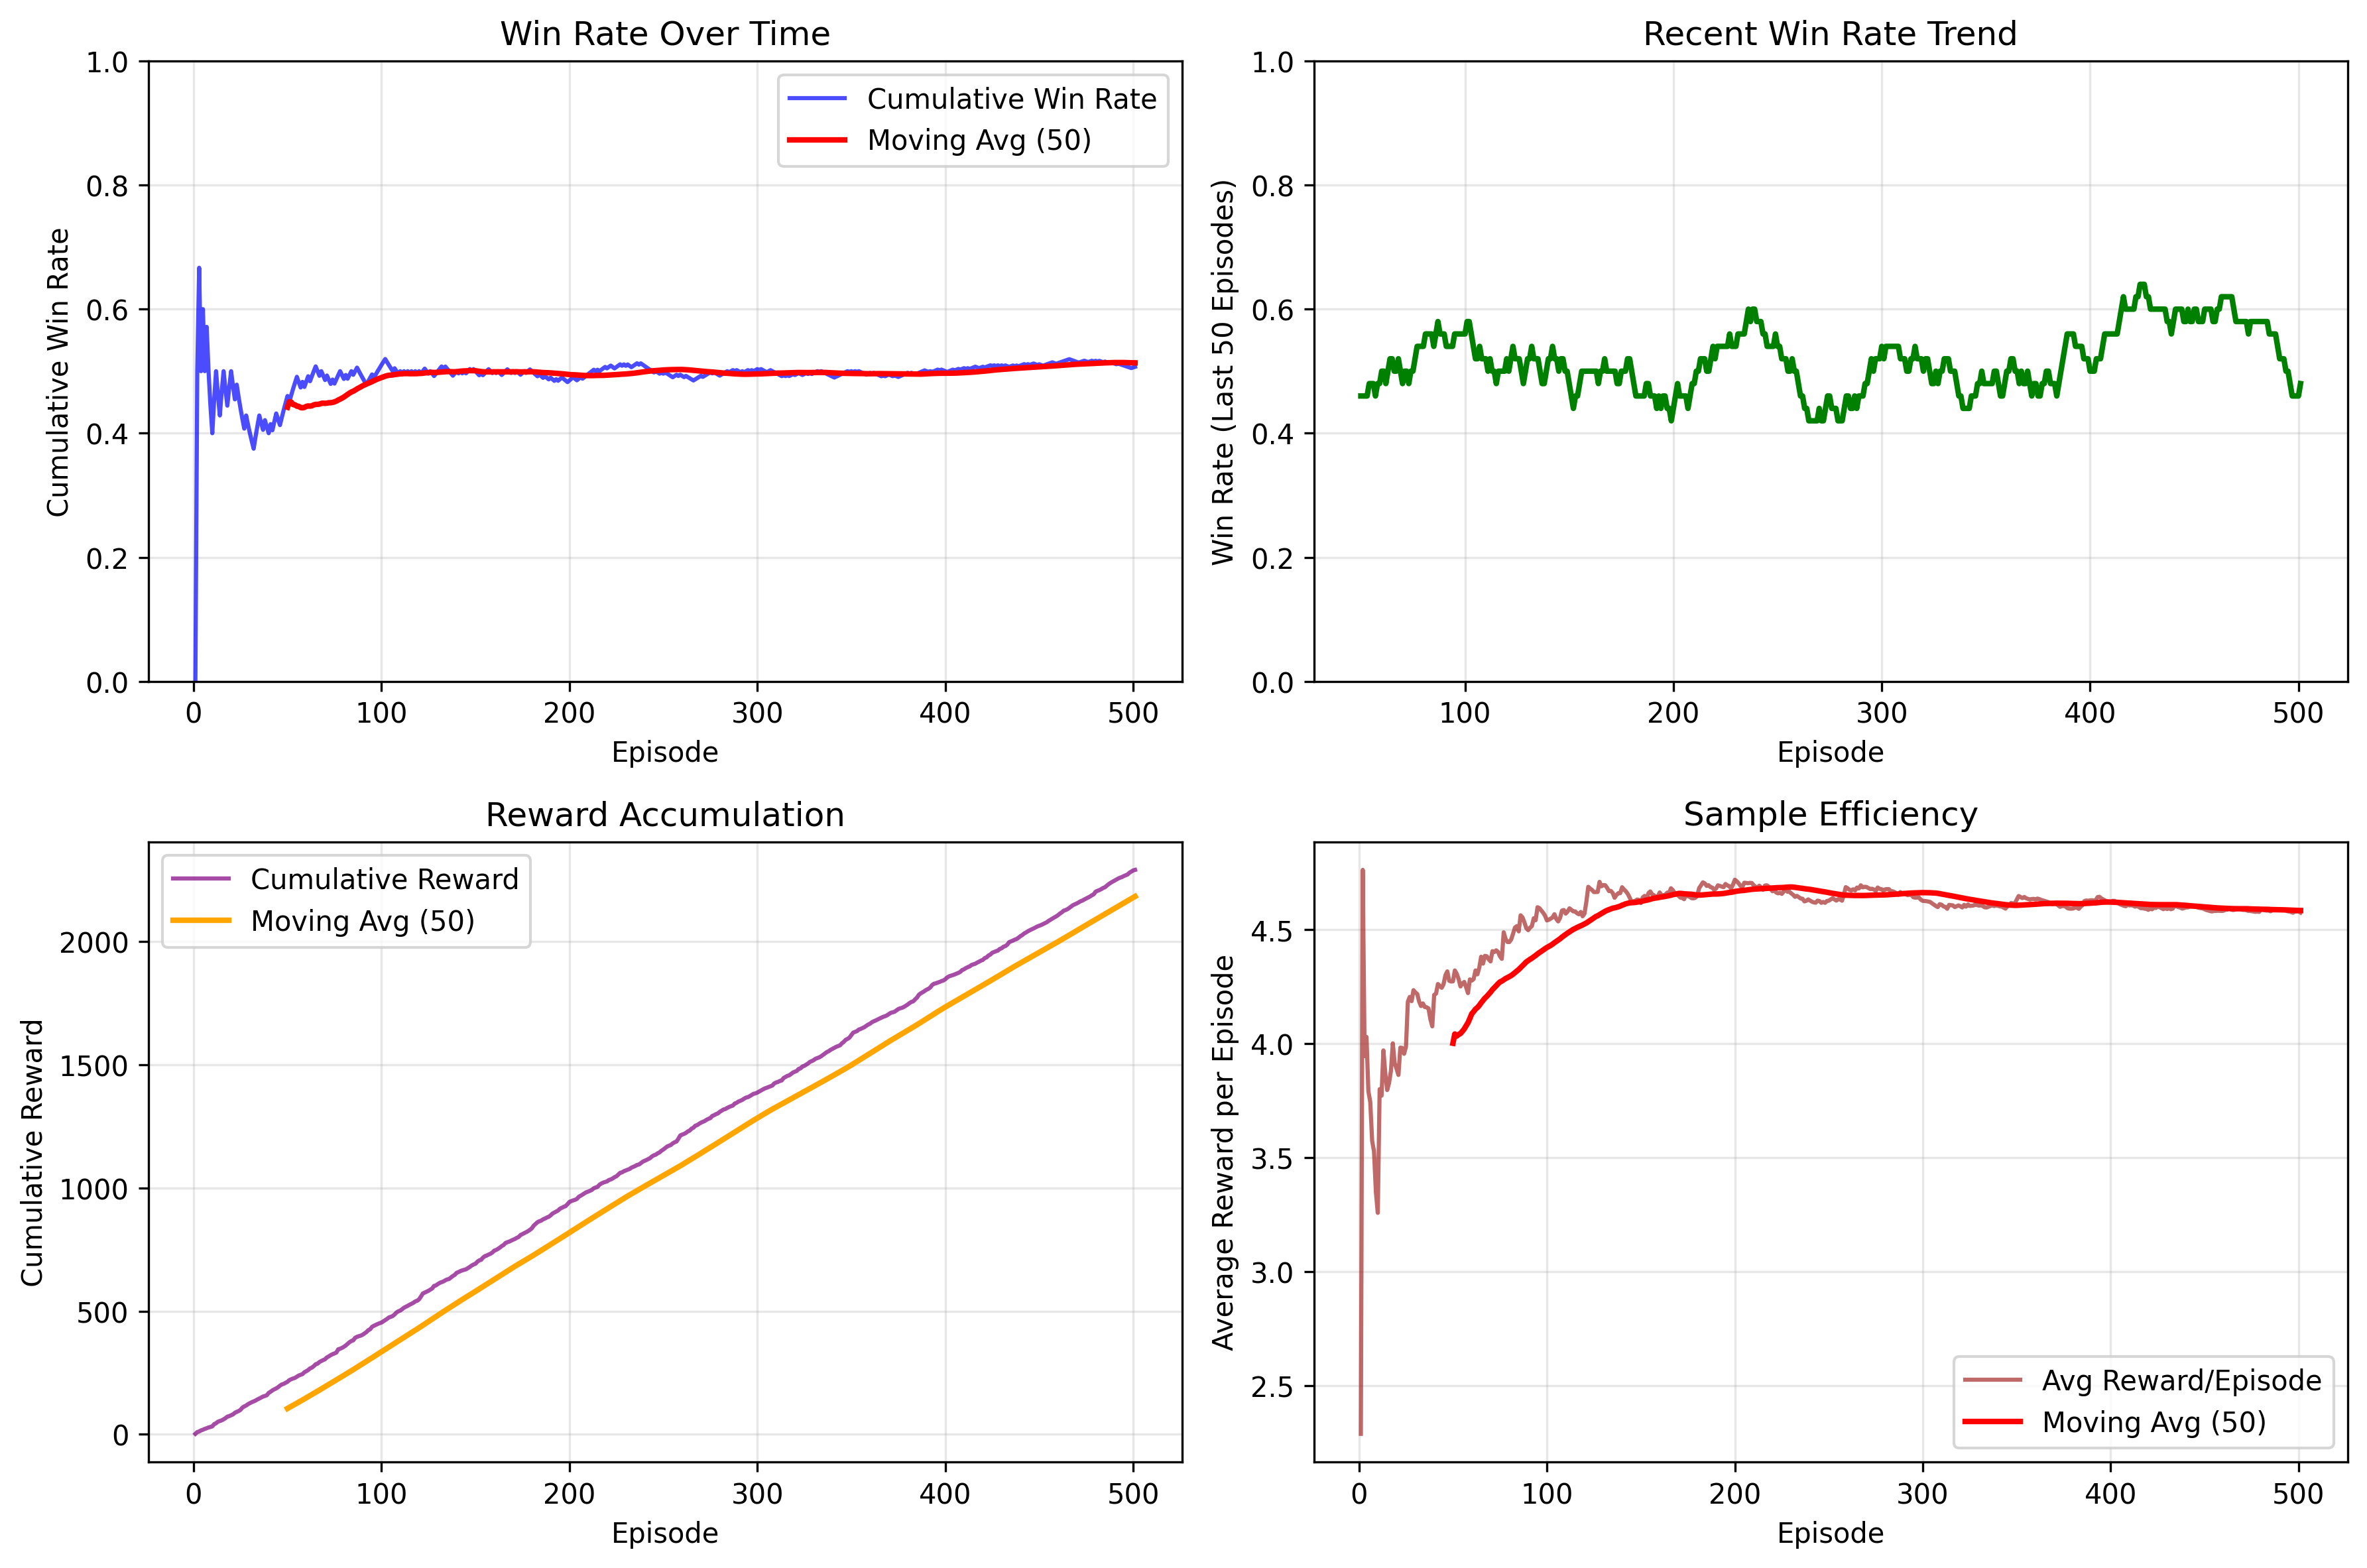 Win Rate Over Time
Cumulative Win Rate
1.0
0.8
0.6
0.4
0.2
0.0
Cumulative Win Rate
Moving Avg (50)
0 100 200 300 400 500
Episode
Recent Win Rate Trend
Win Rate (Last 50 Episodes)
1.0
0.8
0.6
0.4
0.2
0.0
100 200 300 400 500
Episode
Reward Accumulation
Cumulative Reward
2000
1500
1000
500
0
Cumulative Reward
Moving Avg (50)
0 100 200 300 400 500
Episode
Sample Efficiency
Average Reward per Episode
4.5
4.0
3.5
3.0
2.5
Avg Reward/Episode
Moving Avg (50)
0 100 200 300 400 500
Episode